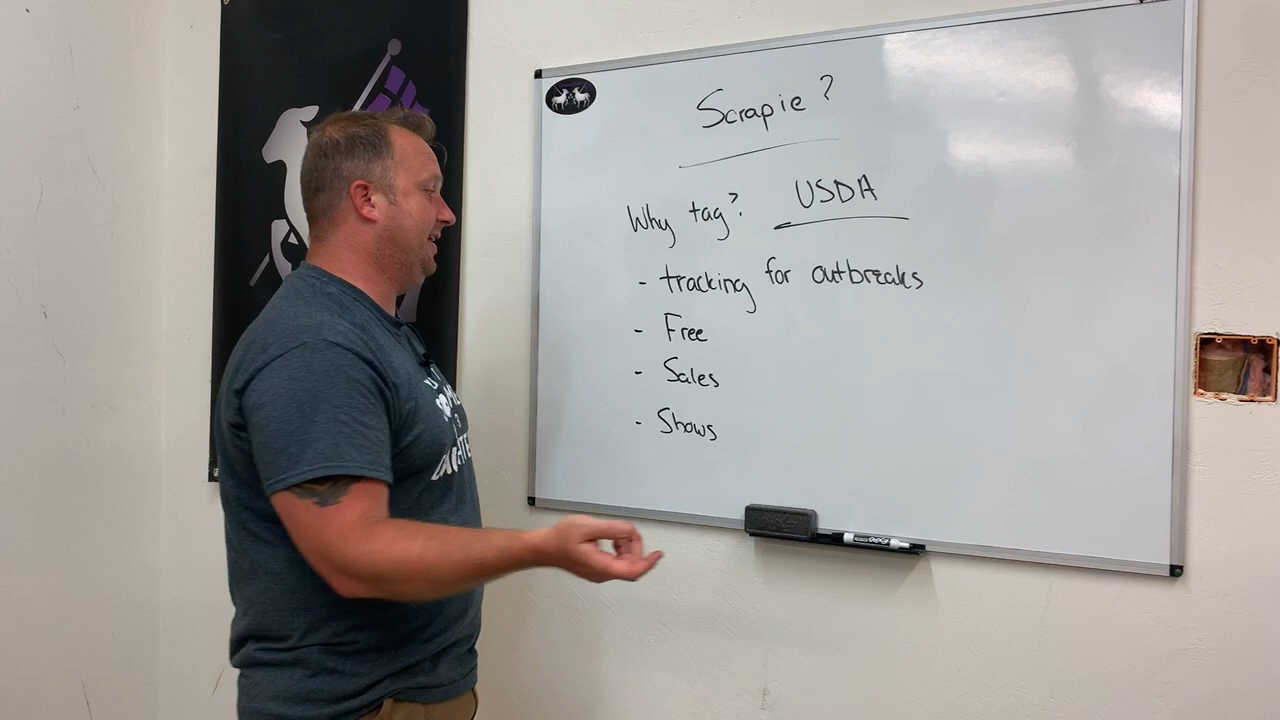 Scrapie?
Why tag? USDA
- tracking for outbreaks
- Free
- Sales
- Shows